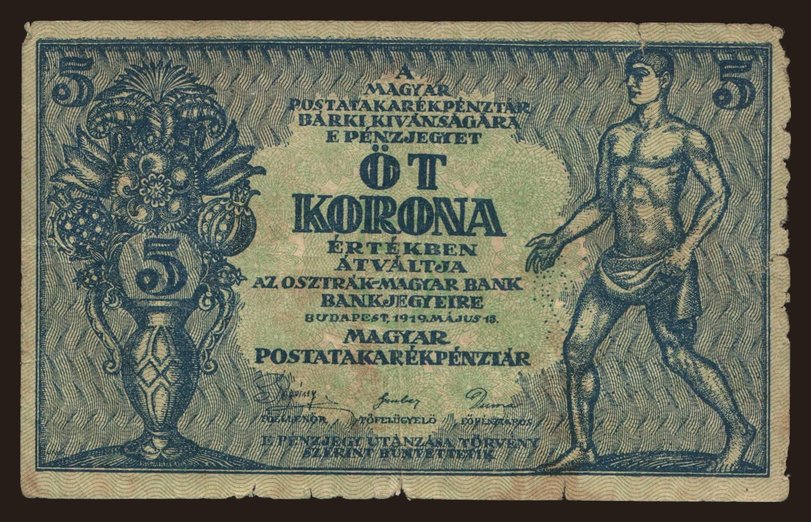 5
5
A
MAGYAR
POSTATAKARÉKPÉNZTÁR
BÁRKI KIVÁNSÁGÁRA
E PÉNZJEGYET
ÖT
KORONA
ÉRTÉKBEN
ÁTVÁLTJA
AZ OSZTRÁK-MAGYAR BANK
BANKJEGYEIRE
BUDAPEST, 1919. MÁJUS 15.
MAGYAR
POSTATAKARÉKPÉNZTÁR
5
FŐELLENŐR
FŐFELÜGYELŐ
FŐPÉNZTÁROS
E PÉNZJEGY UTÁNZÁSA TÖRVÉNY
SZERINT BÜNTETTETIK